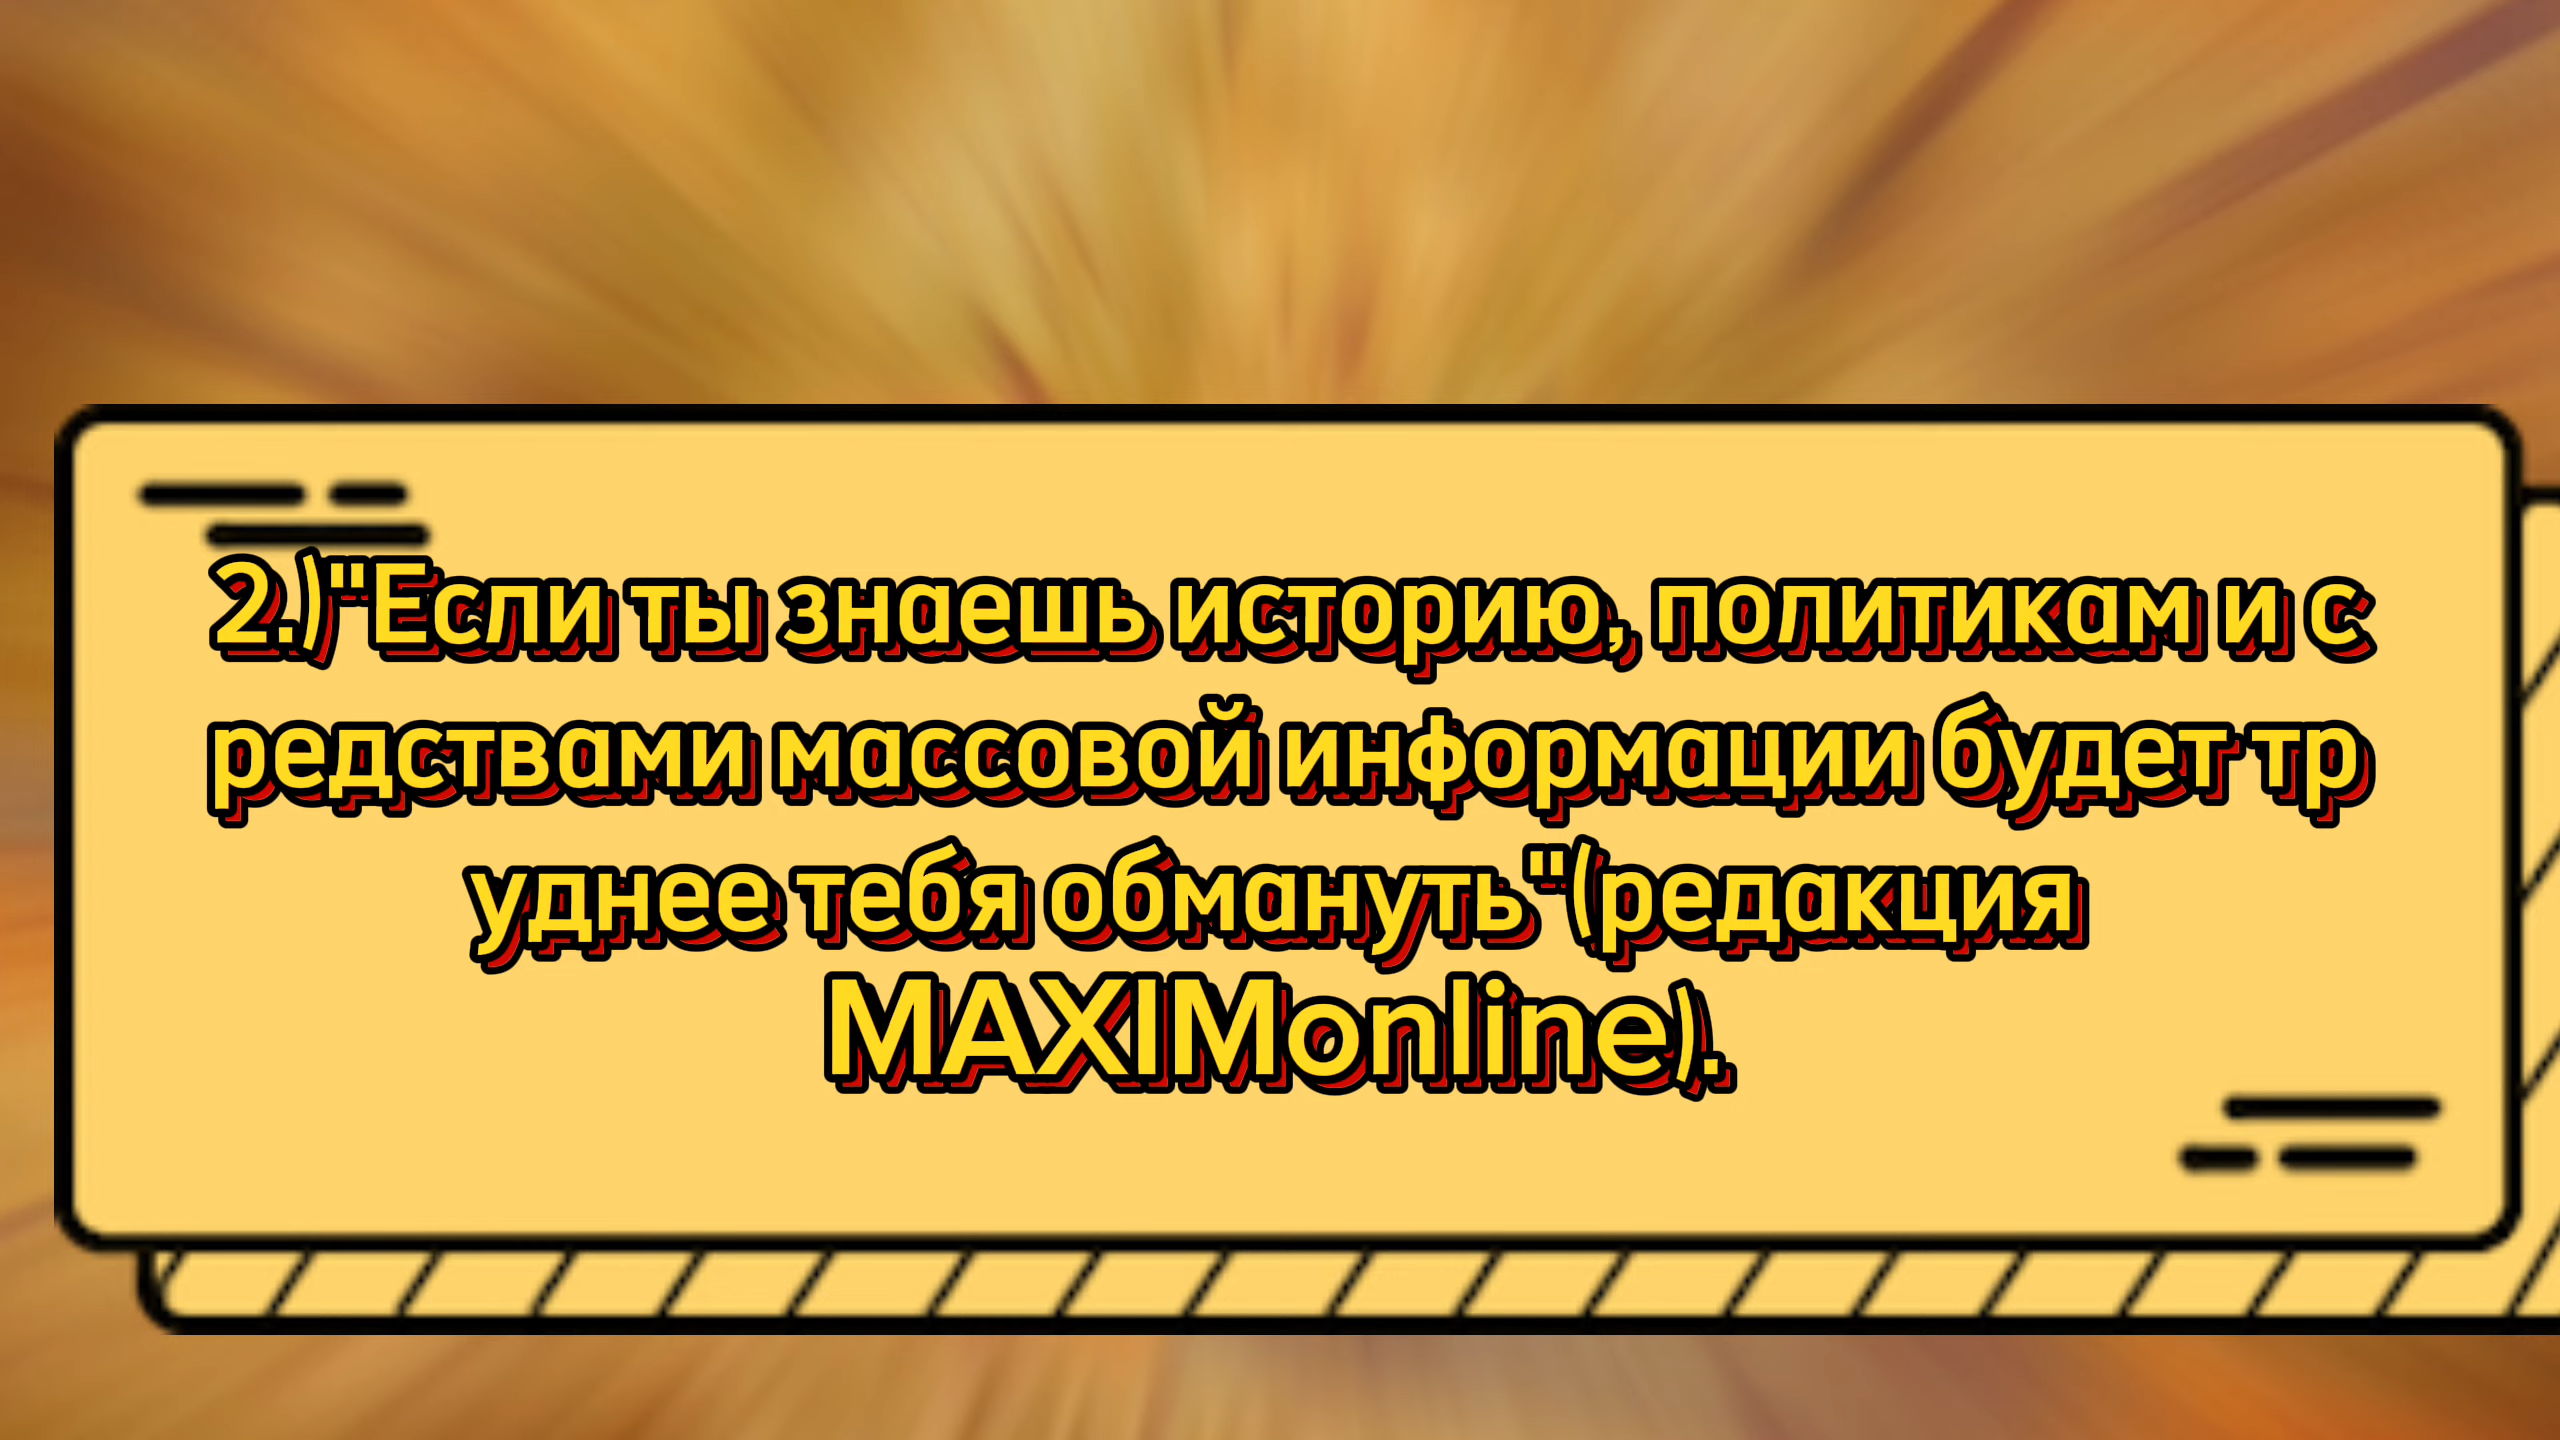 2.)"Если ты знаешь историю, политикам и с
редствами массовой информации будет тр
уднее тебя обмануть"(редакция
MAXIMonline).